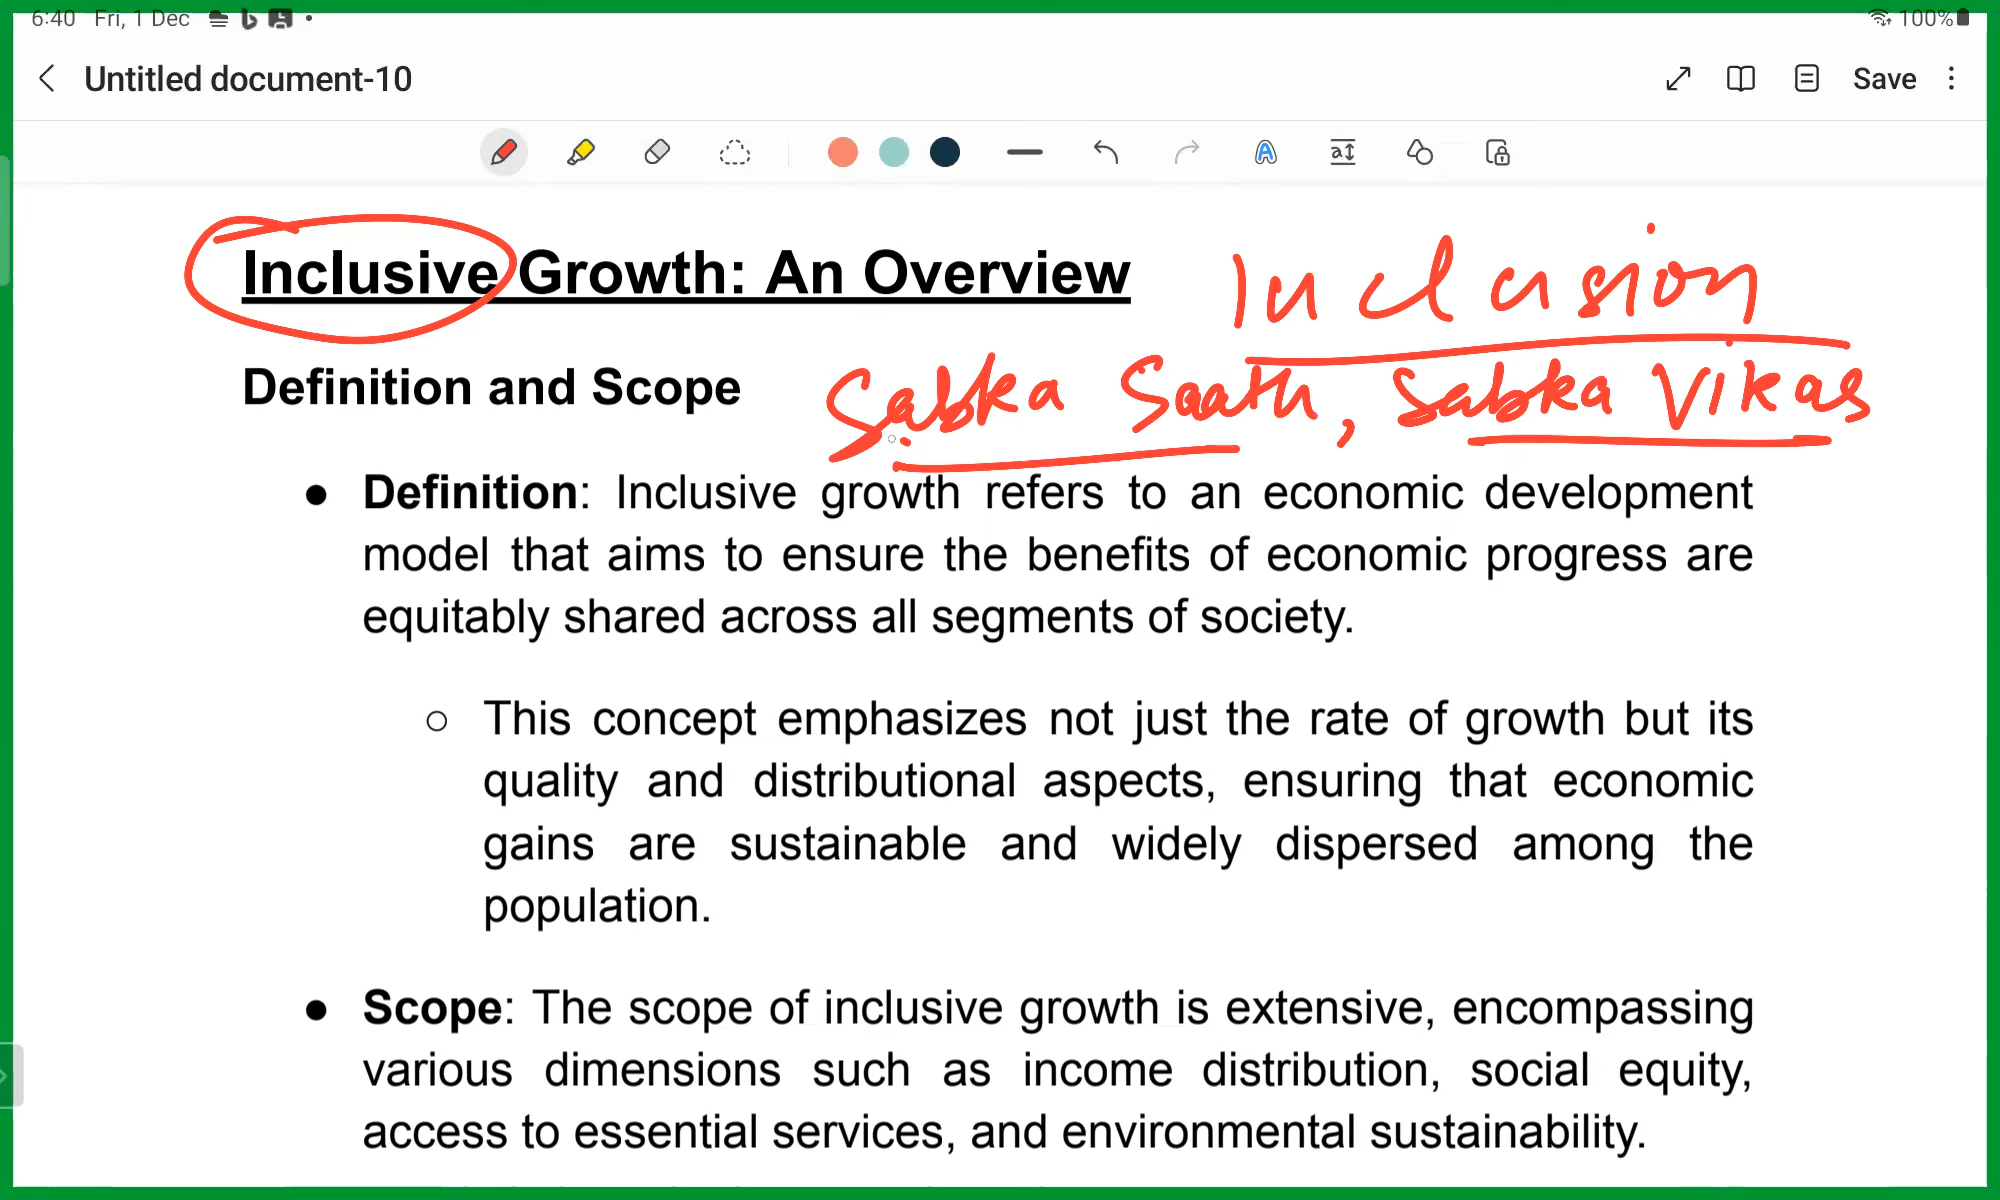 6:40 Fri, 1 Dec 100%
Untitled document-10 Save
Inclusive Growth: An Overview Inclusion
Definition and Scope Sabka Saath, Sabka Vikas
● Definition: Inclusive growth refers to an economic development
model that aims to ensure the benefits of economic progress are
equitably shared across all segments of society.
○ This concept emphasizes not just the rate of growth but its
quality and distributional aspects, ensuring that economic
gains are sustainable and widely dispersed among the
population.
● Scope: The scope of inclusive growth is extensive, encompassing
various dimensions such as income distribution, social equity,
access to essential services, and environmental sustainability.